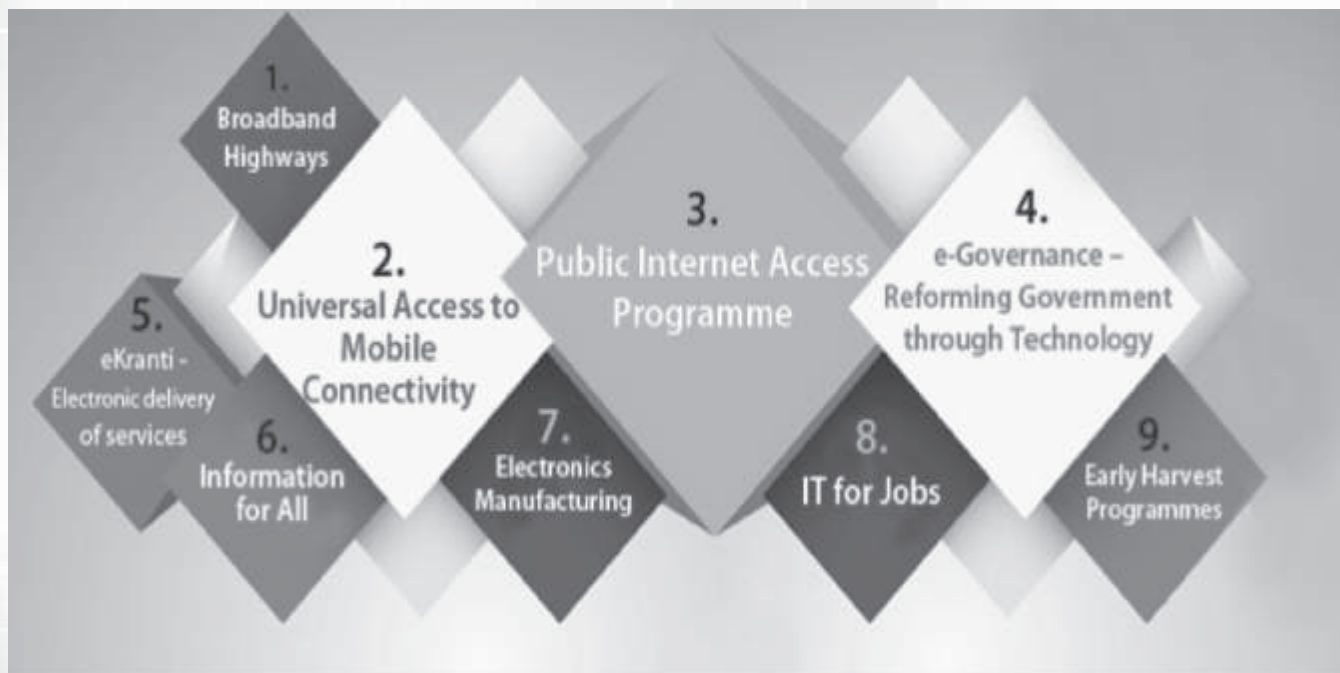 1.
Broadband
Highways
2.
Universal Access to
Mobile
Connectivity
3.
Public Internet Access
Programme
4.
e-Governance –
Reforming Government
through Technology
5.
eKranti -
Electronic delivery
of services
6.
Information
for All
7.
Electronics
Manufacturing
8.
IT for Jobs
9.
Early Harvest
Programmes